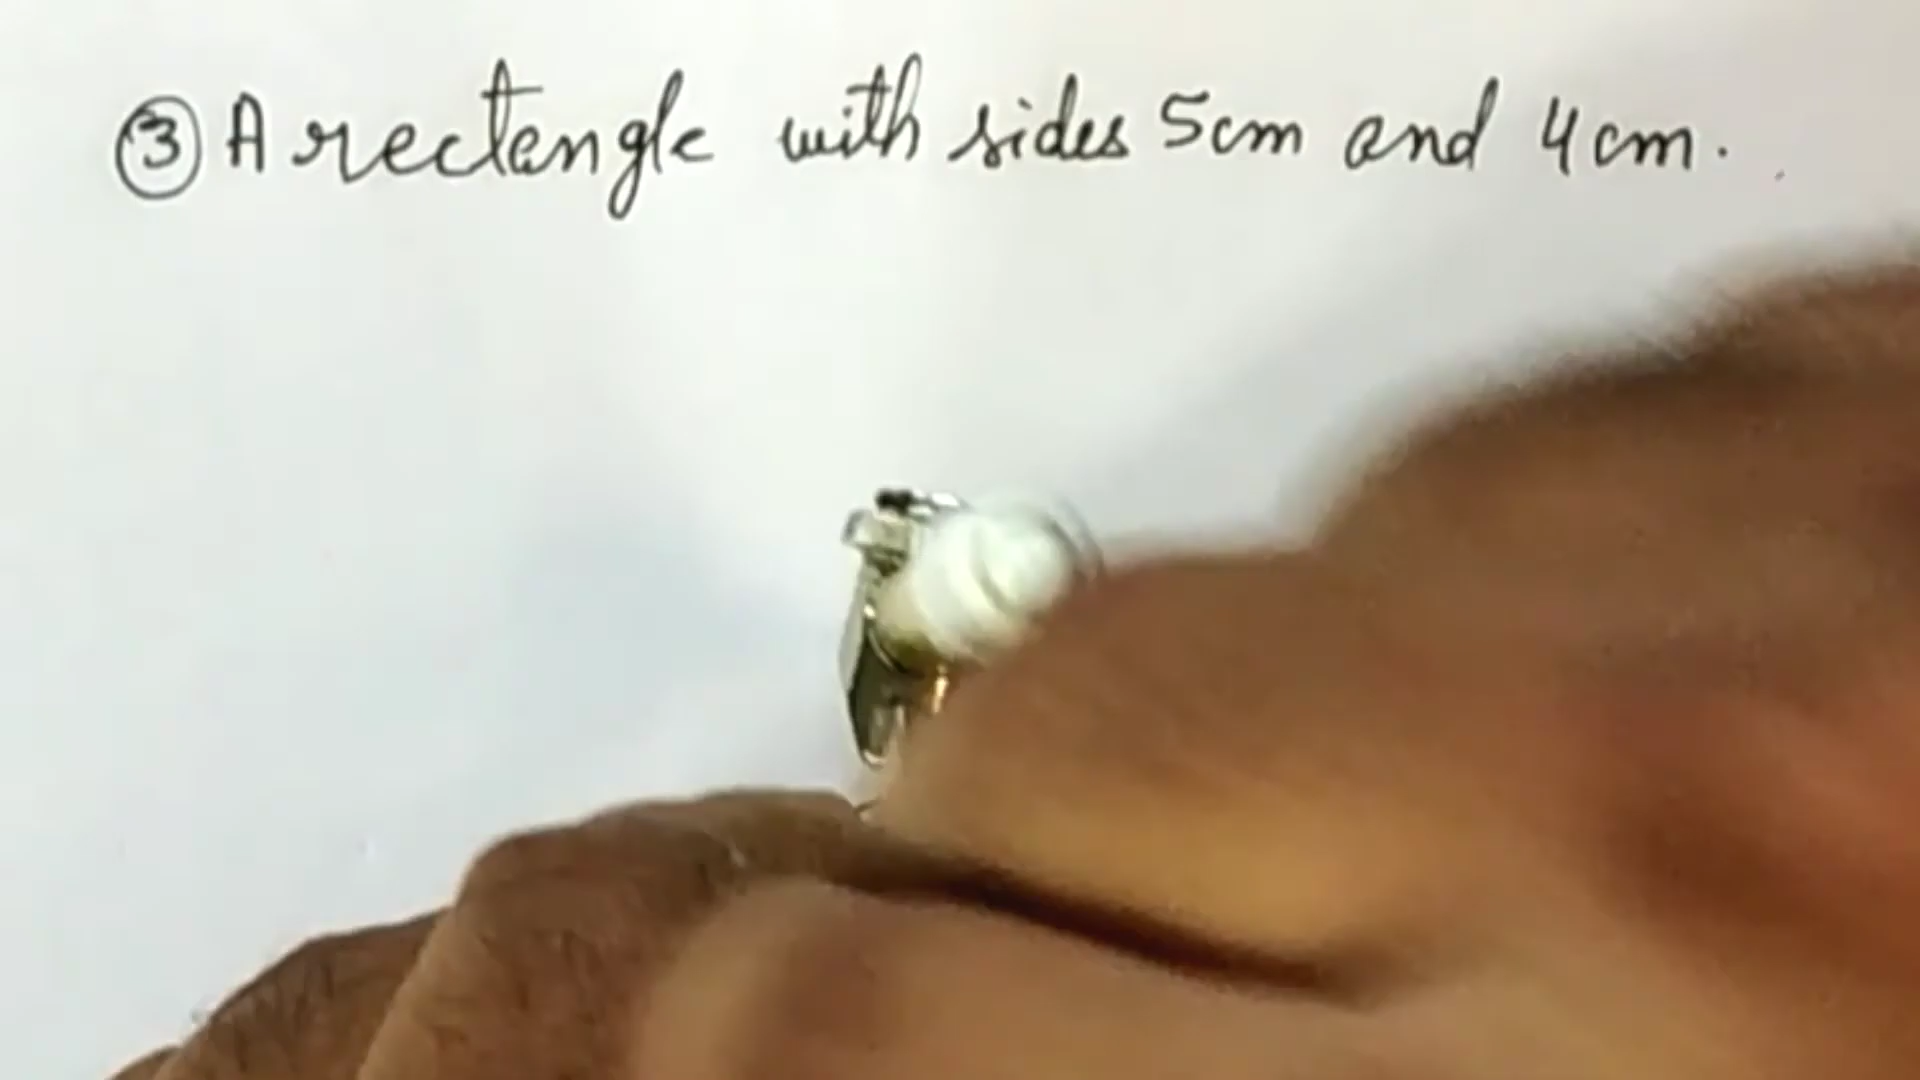 ③ A rectangle with sides 5cm and 4cm.